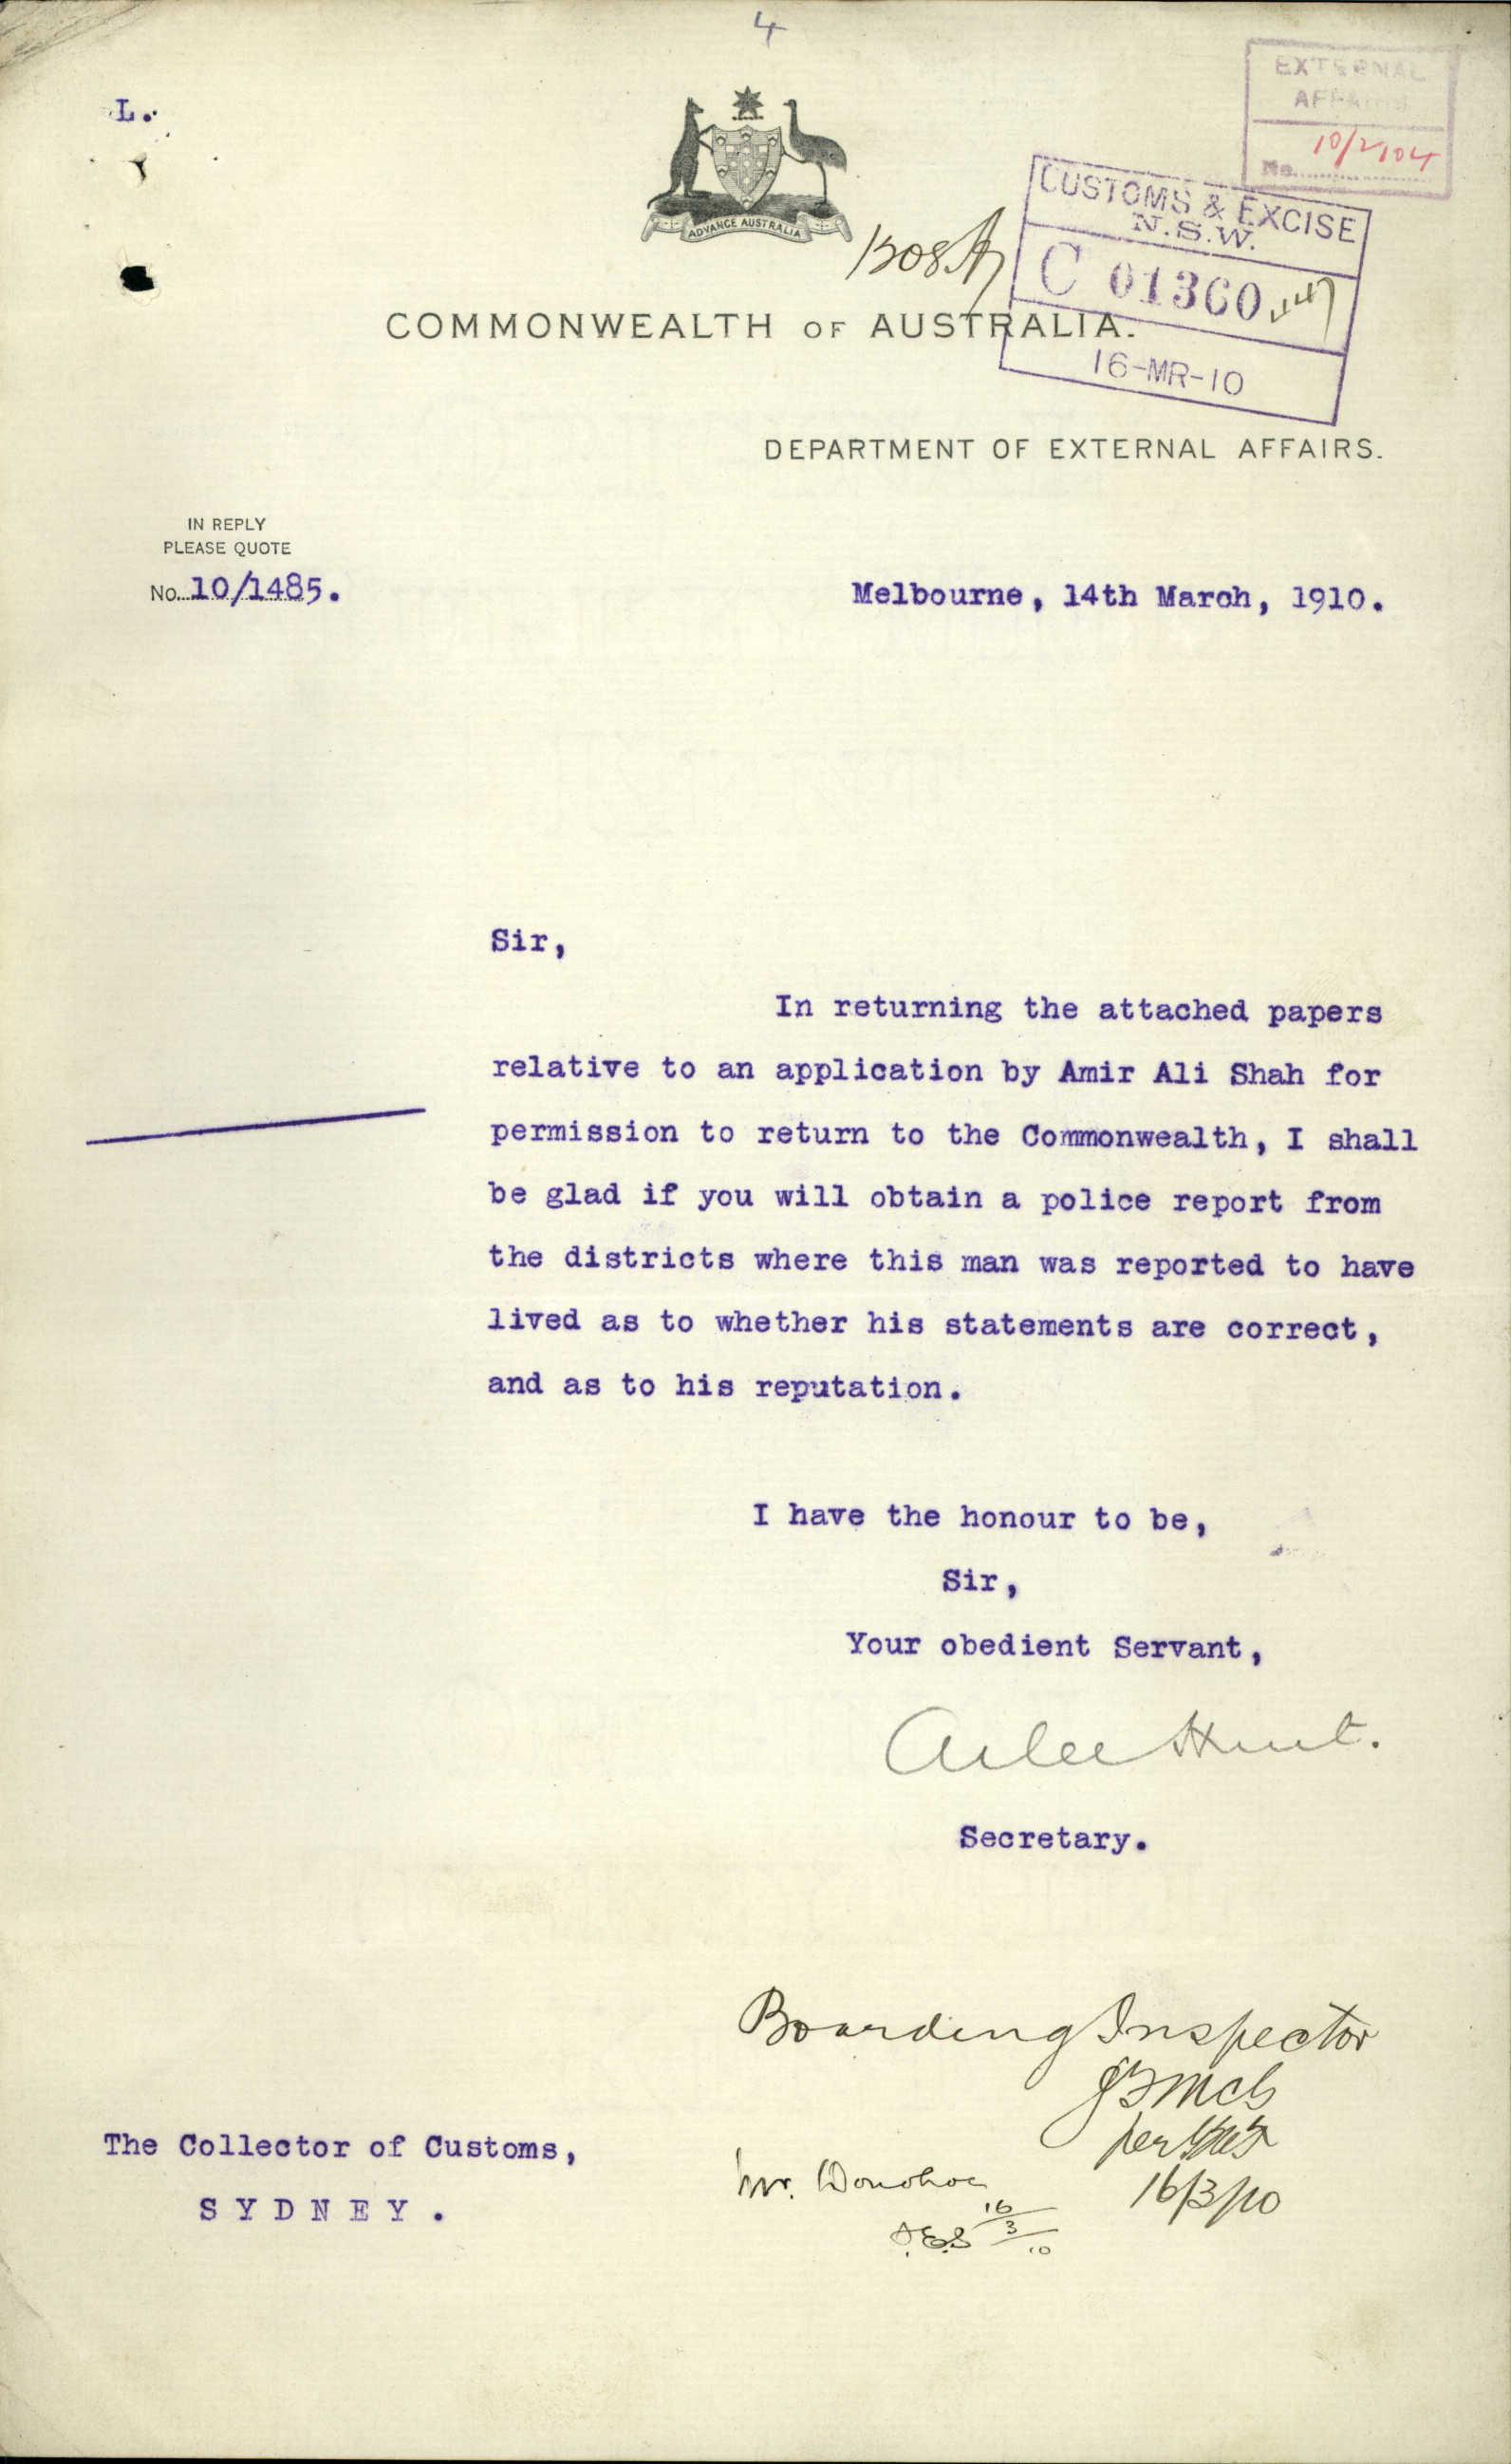 4
L.
EXTERNAL
AFFAIRS
No. 10/2104
ADVANCE AUSTRALIA
CUSTOMS & EXCISE
N.S.W.
C 01360
16-MR-10
COMMONWEALTH OF AUSTRALIA.
DEPARTMENT OF EXTERNAL AFFAIRS.
IN REPLY
PLEASE QUOTE
No. 10/1485.
Melbourne, 14th March, 1910.
Sir,
In returning the attached papers
relative to an application by Amir Ali Shah for
permission to return to the Commonwealth, I shall
be glad if you will obtain a police report from
the districts where this man was reported to have
lived as to whether his statements are correct,
and as to his reputation.
I have the honour to be,
Sir,
Your obedient Servant,
Atlee Hunt.
Secretary.
Boarding Inspector
per
16/3/10
The Collector of Customs,
SYDNEY.
Mr. Donohoe
16/3/10